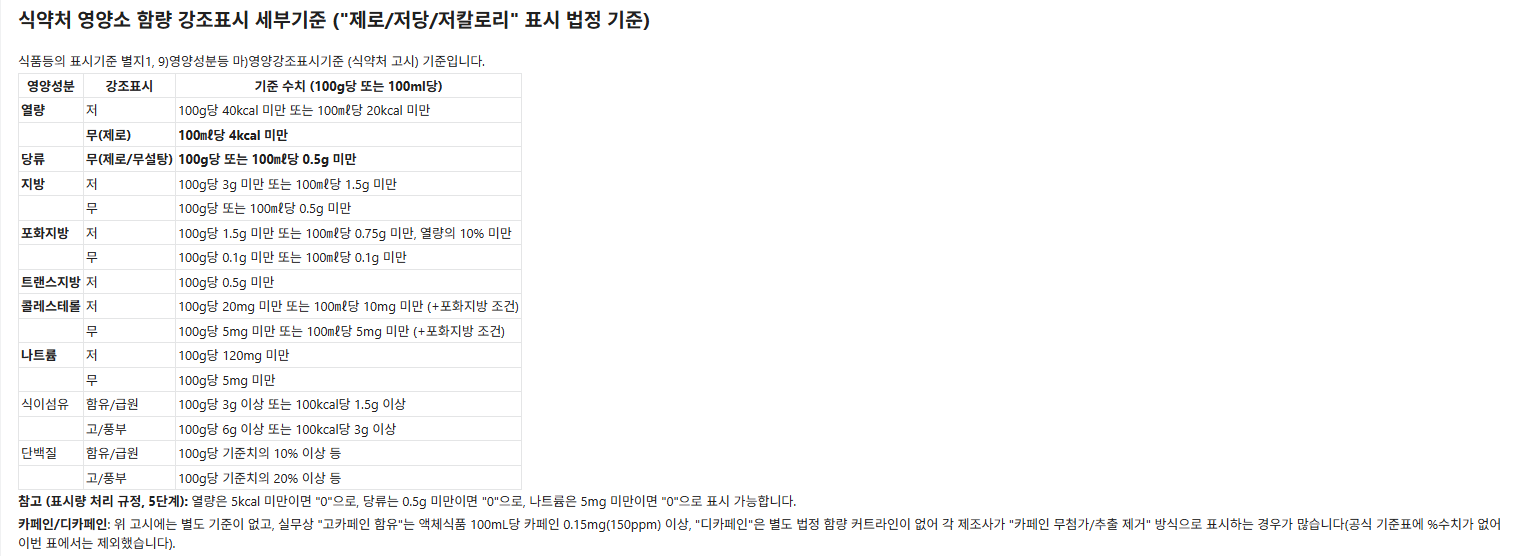 식약처 영양소 함량 강조표시 세부기준 ("제로/저당/저칼로리" 표시 법정 기준)
식품등의 표시기준 별지1, 9)영양성분등 마)영양강조표시기준 (식약처 고시) 기준입니다.
영양성분 강조표시 기준 수치 (100g당 또는 100ml당)
열량 저 100g당 40kcal 미만 또는 100㎖당 20kcal 미만
무(제로) 100㎖당 4kcal 미만
당류 무(제로/무설탕) 100g당 또는 100㎖당 0.5g 미만
지방 저 100g당 3g 미만 또는 100㎖당 1.5g 미만
무 100g당 또는 100㎖당 0.5g 미만
포화지방 저 100g당 1.5g 미만 또는 100㎖당 0.75g 미만, 열량의 10% 미만
무 100g당 0.1g 미만 또는 100㎖당 0.1g 미만
트랜스지방 저 100g당 0.5g 미만
콜레스테롤 저 100g당 20mg 미만 또는 100㎖당 10mg 미만 (+포화지방 조건)
무 100g당 5mg 미만 또는 100㎖당 5mg 미만 (+포화지방 조건)
나트륨 저 100g당 120mg 미만
무 100g당 5mg 미만
식이섬유 함유/급원 100g당 3g 이상 또는 100kcal당 1.5g 이상
고/풍부 100g당 6g 이상 또는 100kcal당 3g 이상
단백질 함유/급원 100g당 기준치의 10% 이상 등
고/풍부 100g당 기준치의 20% 이상 등
참고 (표시량 처리 규정, 5단계): 열량은 5kcal 미만이면 "0"으로, 당류는 0.5g 미만이면 "0"으로, 나트륨은 5mg 미만이면 "0"으로 표시 가능합니다.
카페인/디카페인: 위 고시에는 별도 기준이 없고, 실무상 "고카페인 함유"는 액체식품 100mL당 카페인 0.15mg(150ppm) 이상, "디카페인"은 별도 법정 함량 커트라인이 없어 각 제조사가 "카페인 무첨가/추출 제거" 방식으로 표시하는 경우가 많습니다(공식 기준표에 %수치가 없어
이번 표에서는 제외했습니다).